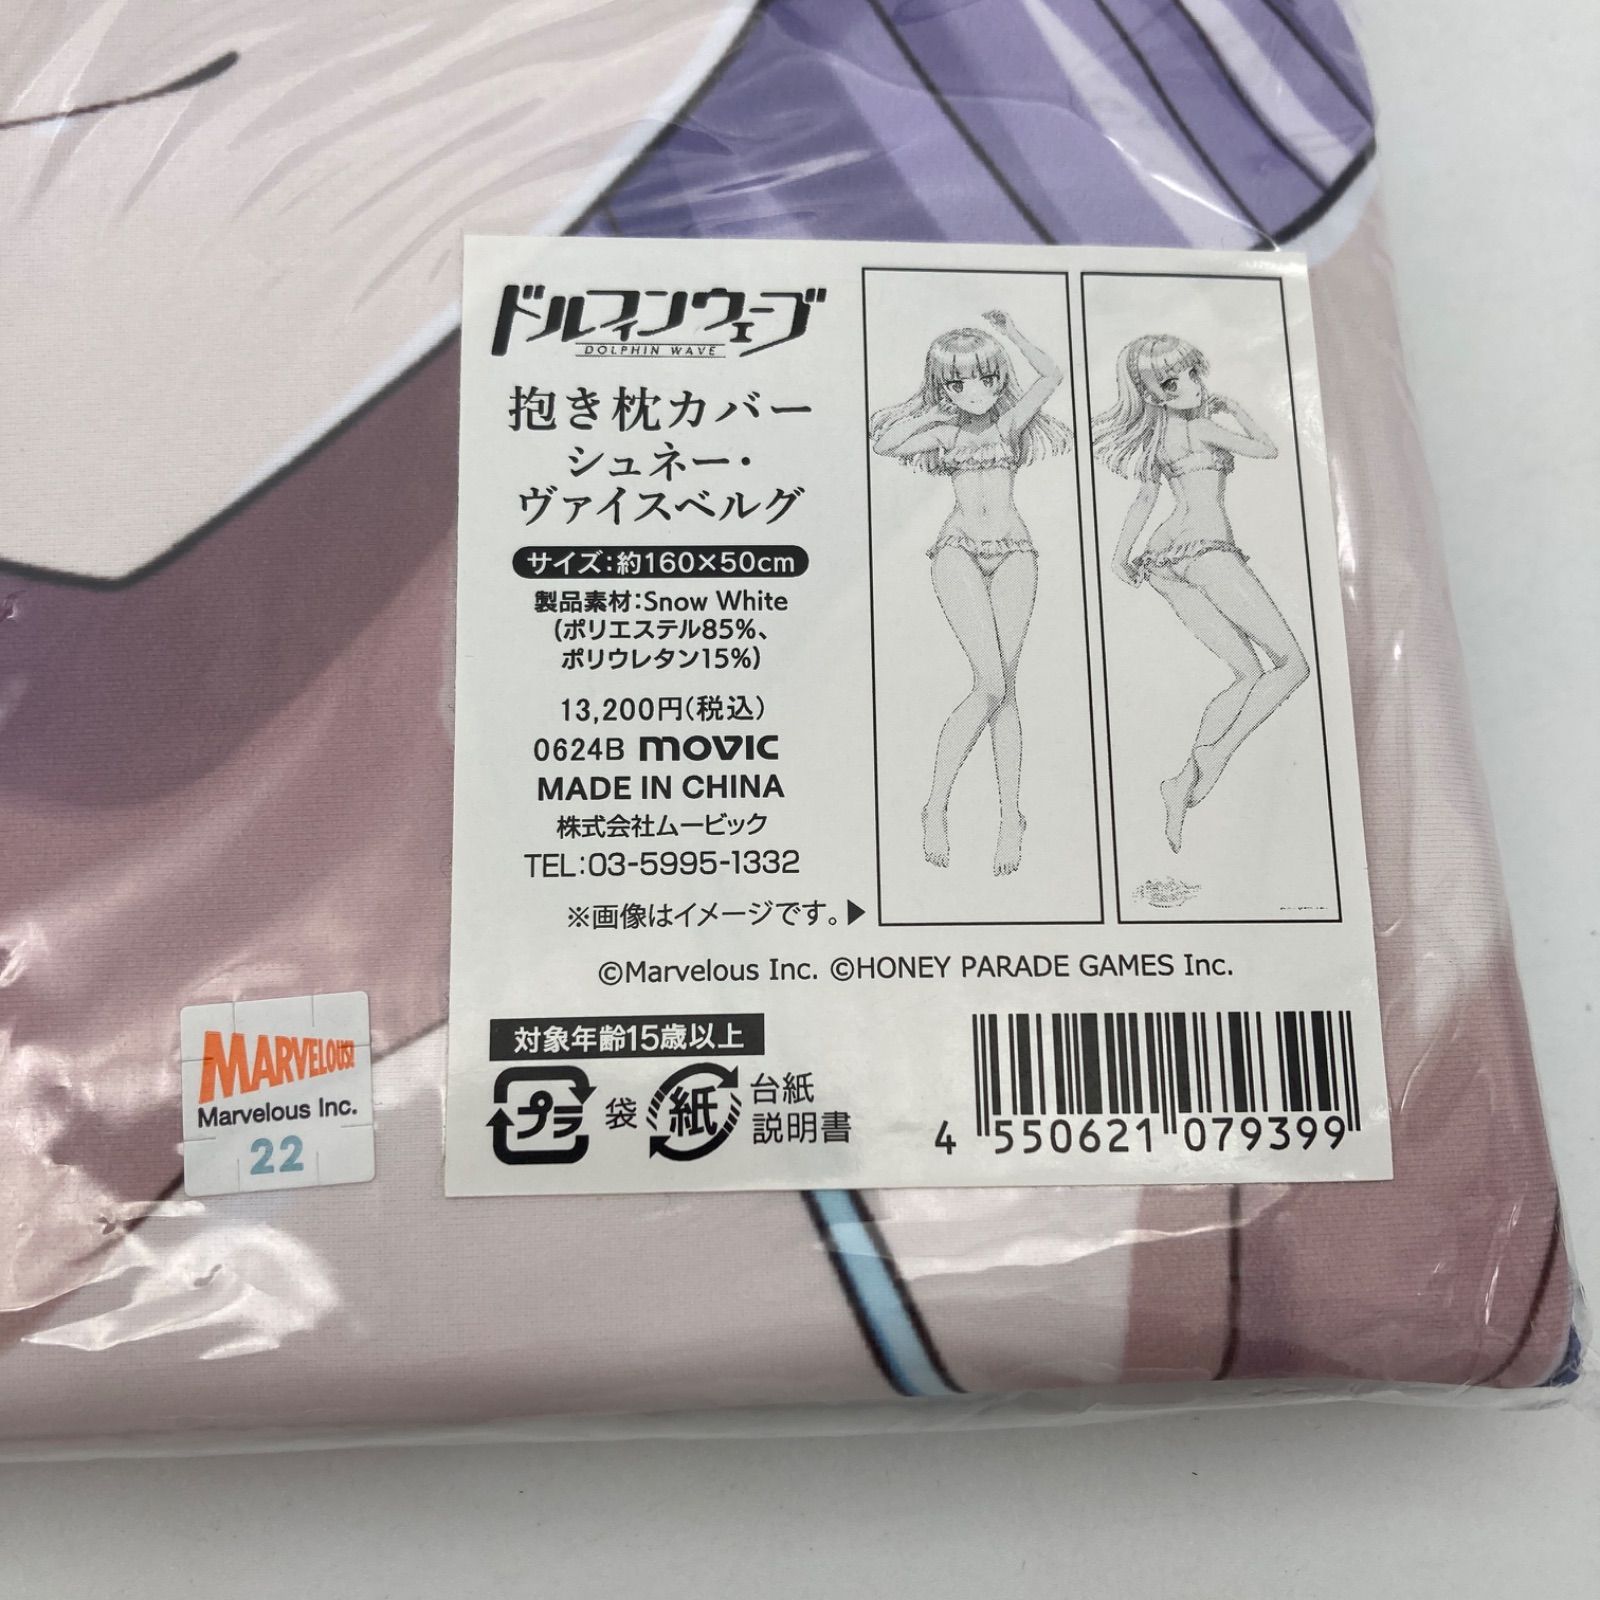 ドルフィンウェーブ
DOLPHIN WAVE
抱き枕カバー
シュネー・
ヴァイスベルグ
サイズ:約160×50cm
製品素材:Snow White
(ポリエステル85%、
ポリウレタン15%)
13,200円(税込)
0624B movic
MADE IN CHINA
株式会社ムービック
TEL:03-5995-1332
※画像はイメージです。▶
©Marvelous Inc. ©HONEY PARADE GAMES Inc.
対象年齢15歳以上
プラ 袋 紙 台紙
説明書
4 550621 079399
MARVELOUS!
Marvelous Inc.
22